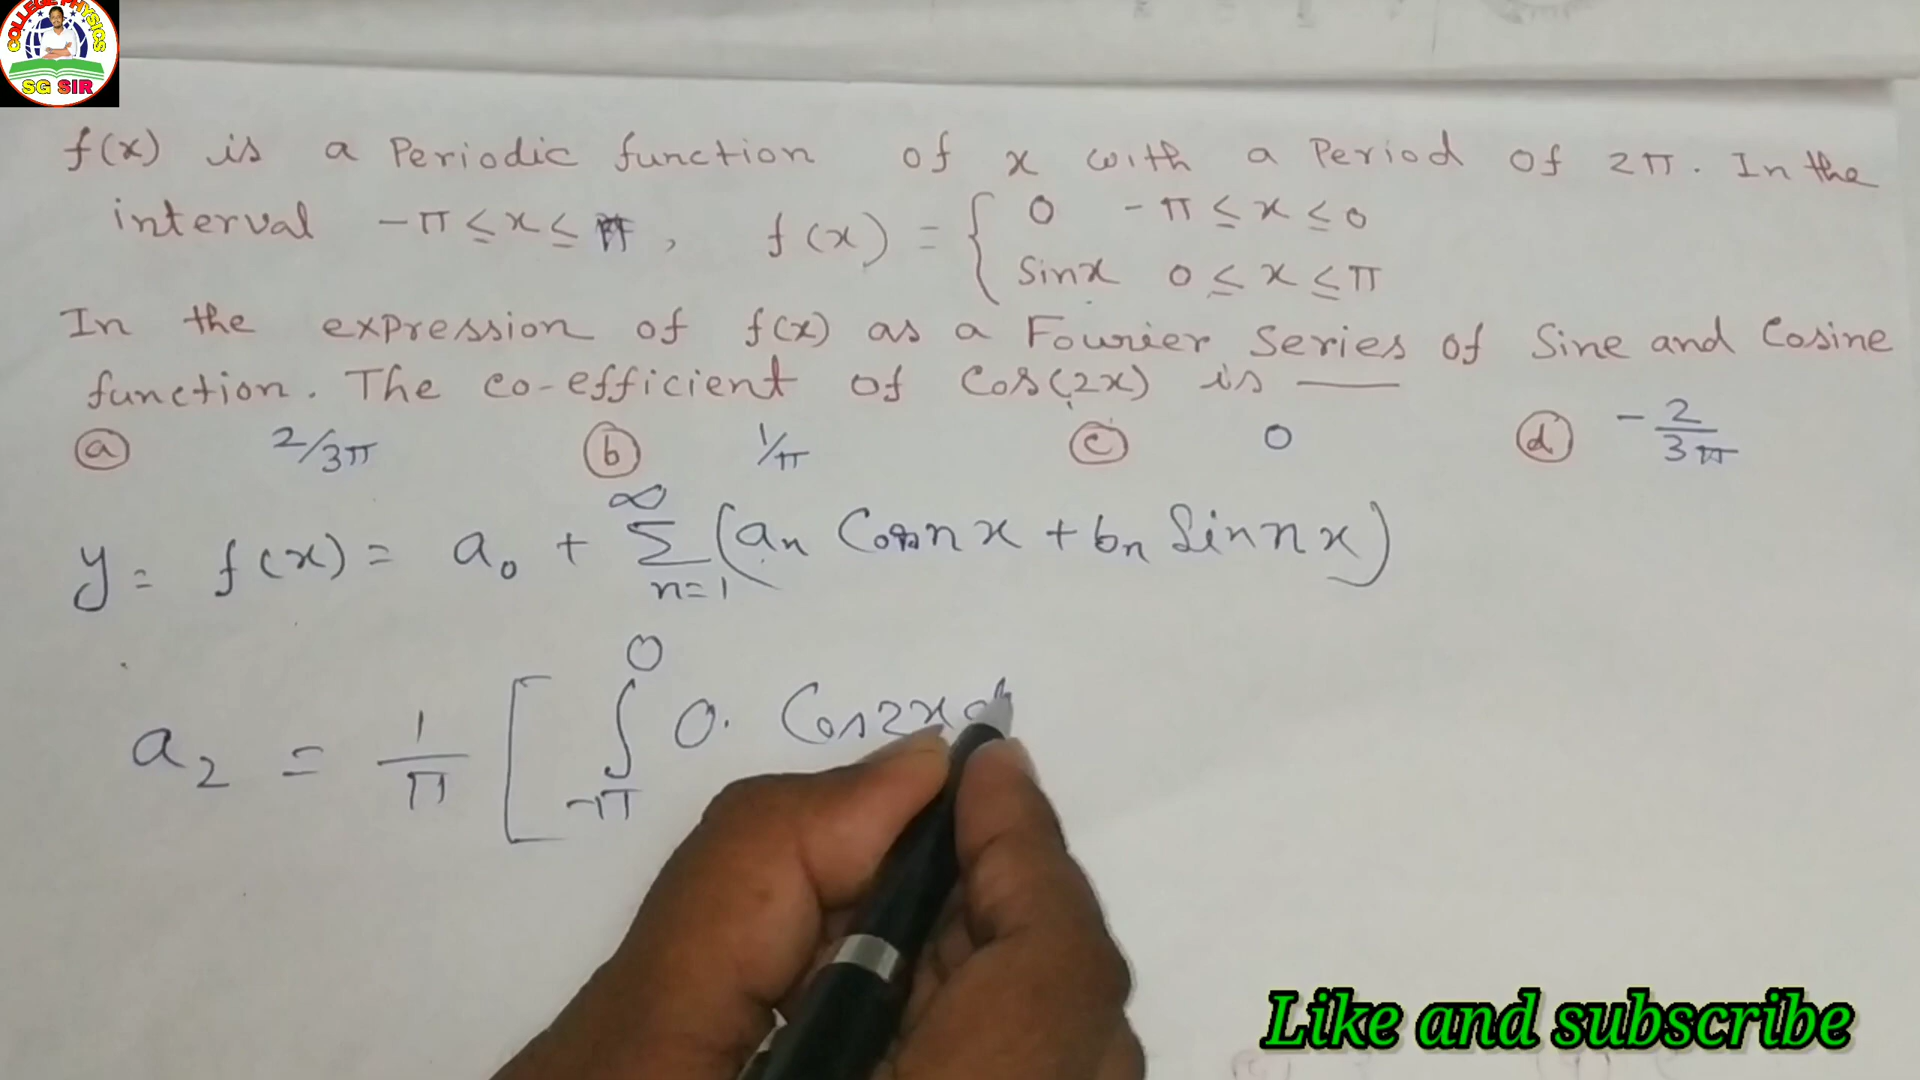 COLLEGE PHYSICS
SG SIR
f(x) is a Periodic function of x with a Period of 2π. In the
interval -π ≤ x ≤ π, f(x) = { 0 -π ≤ x ≤ 0
sinx 0 ≤ x ≤ π
In the expression of f(x) as a Fourier Series of Sine and Cosine
function. The co-efficient of Cos(2x) is ——
(a) 2/3π (b) 1/π (c) 0 (d) -2/3π
y = f(x) = a₀ + ∑ₙ₌₁^∞ (aₙ Cos nx + bₙ Sin nx)
a₂ = 1/π [ ∫₋π^0 0. Cos2x d
Like and subscribe